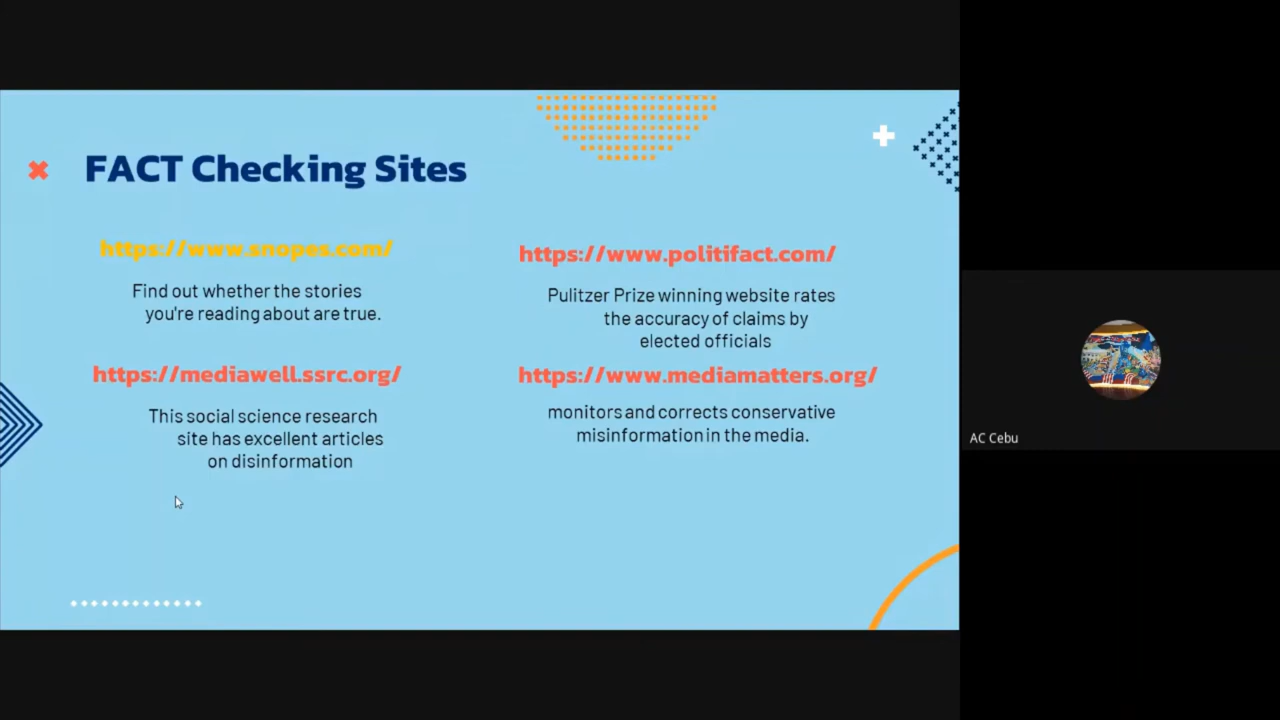 FACT Checking Sites
https://www.snopes.com/
Find out whether the stories
you're reading about are true.
https://www.politifact.com/
Pulitzer Prize winning website rates
the accuracy of claims by
elected officials
https://mediawell.ssrc.org/
This social science research
site has excellent articles
on disinformation
https://www.mediamatters.org/
monitors and corrects conservative
misinformation in the media.
AC Cebu